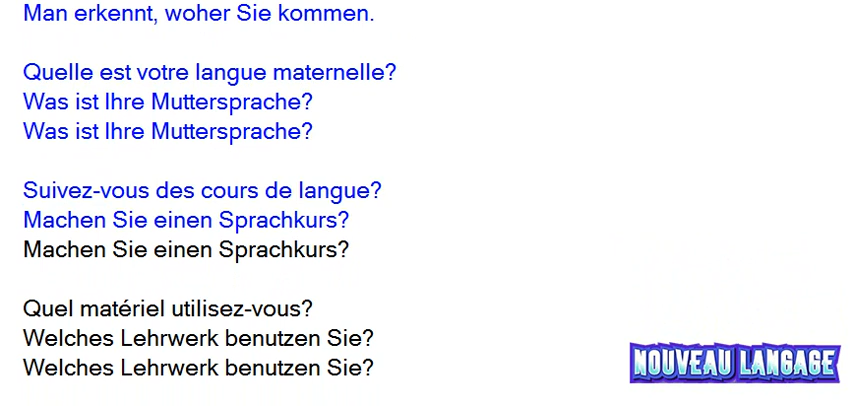 Man erkennt, woher Sie kommen.
Quelle est votre langue maternelle?
Was ist Ihre Muttersprache?
Was ist Ihre Muttersprache?
Suivez-vous des cours de langue?
Machen Sie einen Sprachkurs?
Machen Sie einen Sprachkurs?
Quel matériel utilisez-vous?
Welches Lehrwerk benutzen Sie?
Welches Lehrwerk benutzen Sie?
NOUVEAU LANGAGE